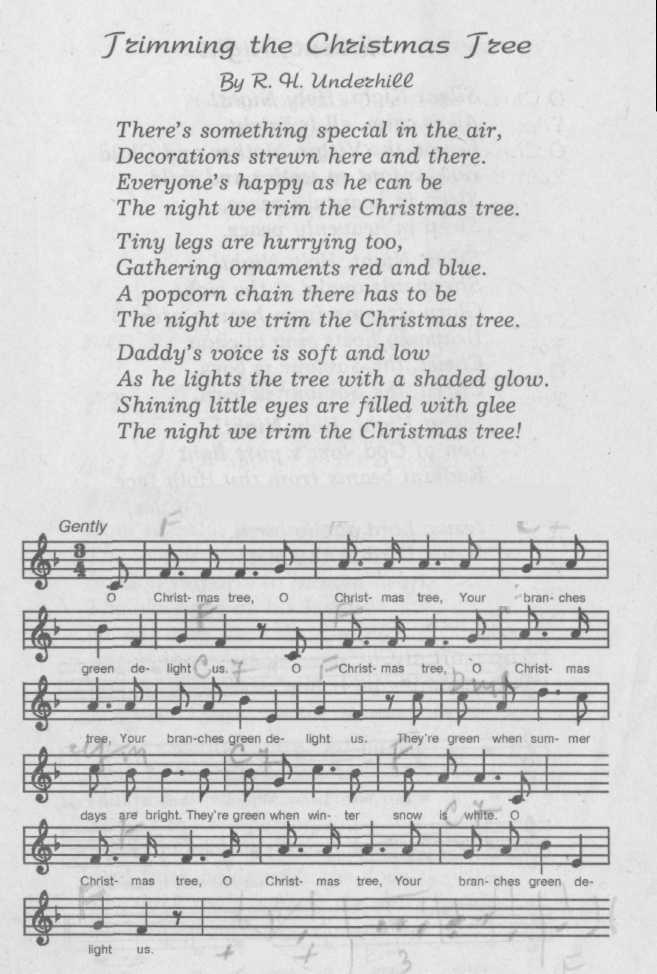 Trimming the Christmas Tree
By R. H. Underhill
There's something special in the air,
Decorations strewn here and there.
Everyone's happy as he can be
The night we trim the Christmas tree.
Tiny legs are hurrying too,
Gathering ornaments red and blue.
A popcorn chain there has to be
The night we trim the Christmas tree.
Daddy's voice is soft and low
As he lights the tree with a shaded glow.
Shining little eyes are filled with glee
The night we trim the Christmas tree!
Gently
F F C7
3
4
O Christ- mas tree, O Christ- mas tree, Your bran- ches
F F
green de- light us. O Christ- mas tree, O Christ- mas
C7 F
tree, Your bran-ches green de- light us. They're green when sum- mer
C7 F
days are bright. They're green when win- ter snow is white. O
F C7
Christ- mas tree, O Christ- mas tree, Your bran- ches green de-
F
light us.
3